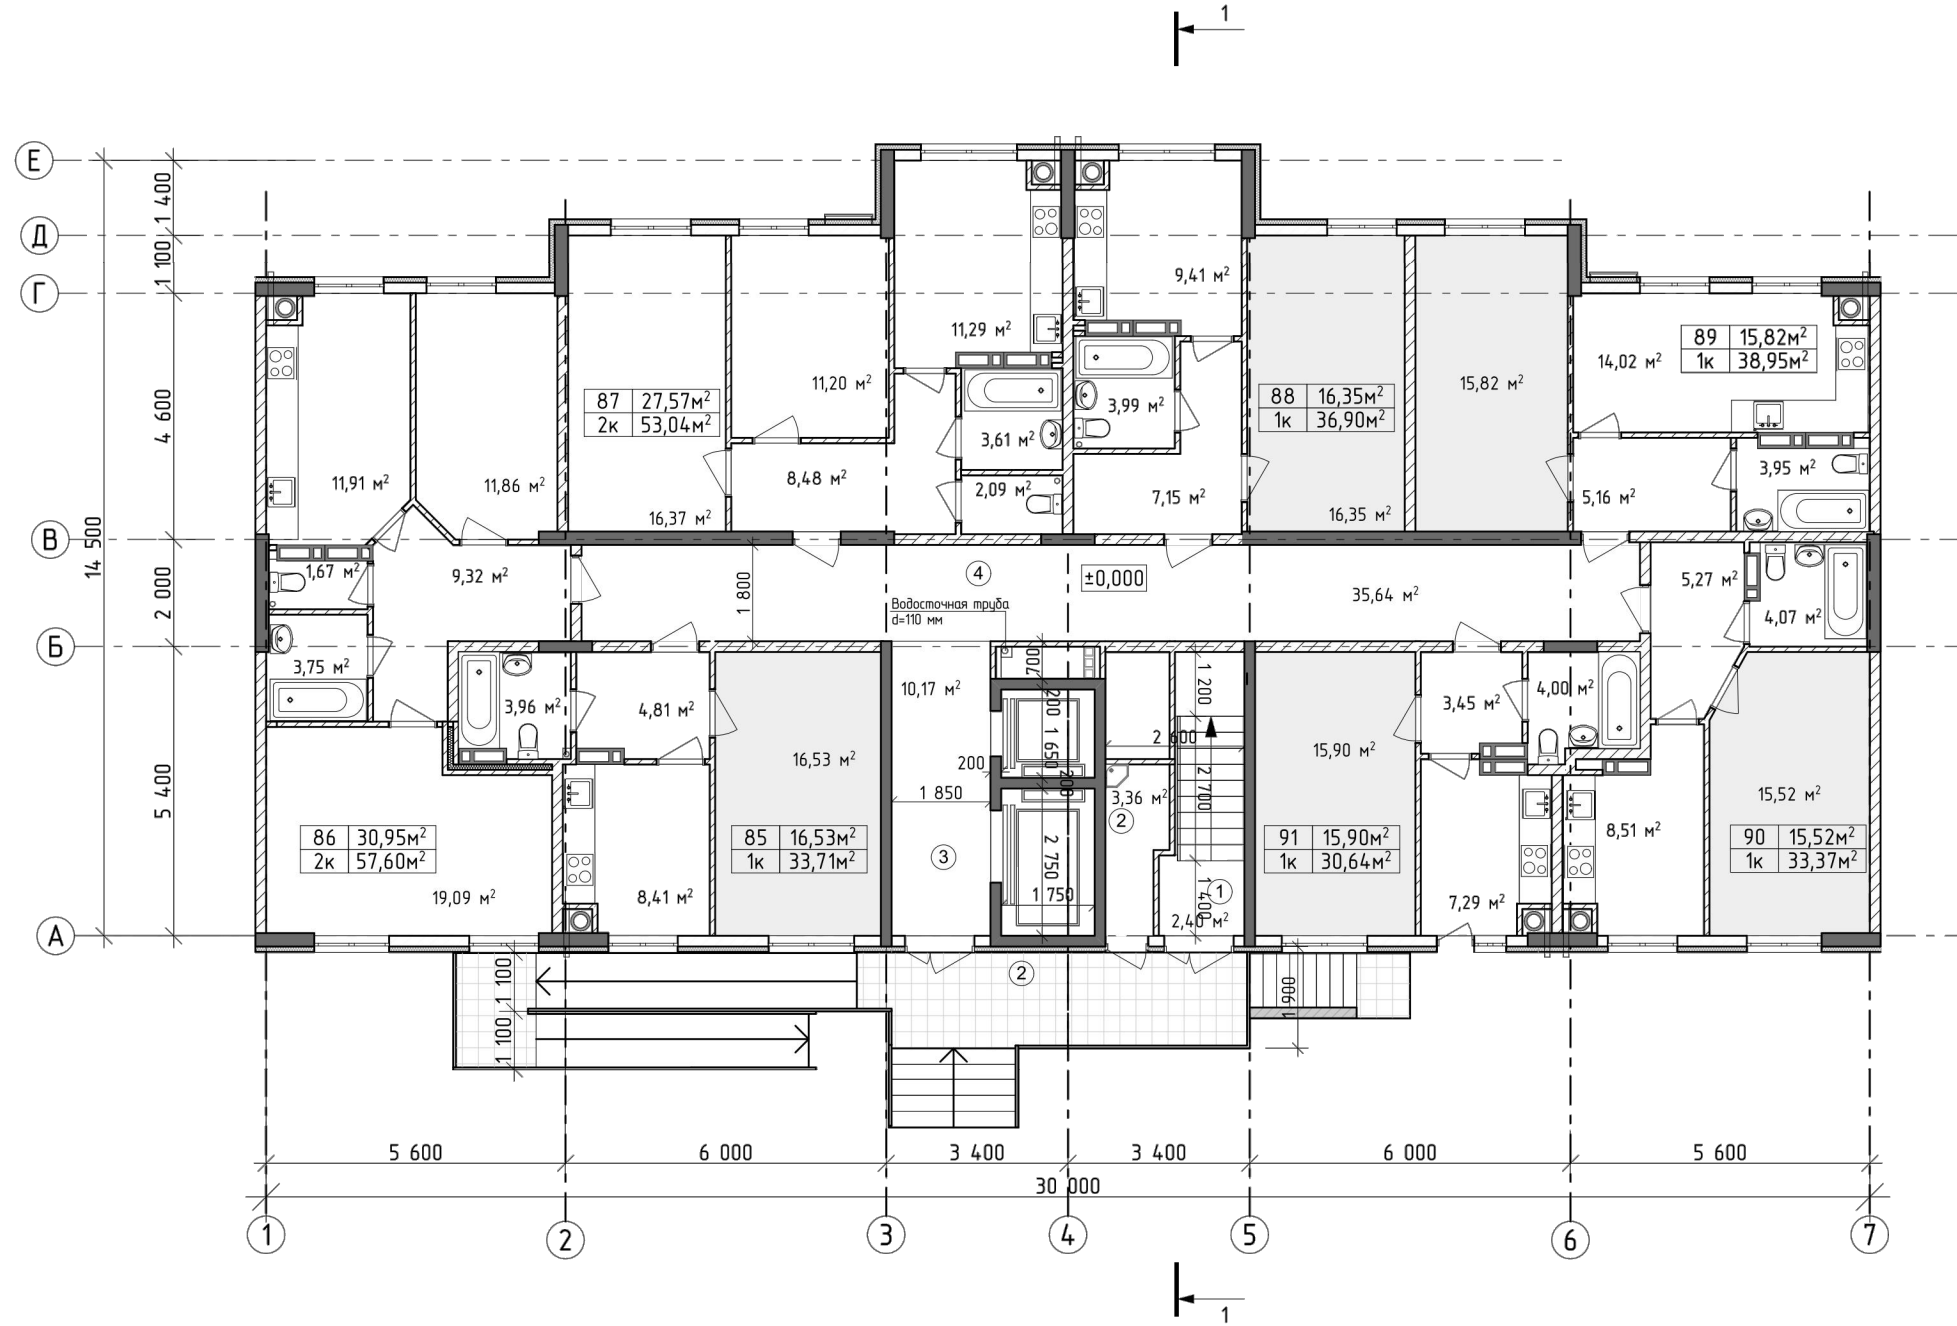 1
Е
Д
Г
В
Б
А
14 500
1 400
1 100
4 600
2 000
5 400
11,91 м²
11,86 м²
87 27,57м²
2к 53,04м²
16,37 м²
11,20 м²
8,48 м²
11,29 м²
3,61 м²
2,09 м²
9,41 м²
3,99 м²
7,15 м²
88 16,35м²
1к 36,90м²
16,35 м²
15,82 м²
14,02 м²
89 15,82м²
1к 38,95м²
5,16 м²
3,95 м²
1,67 м²
9,32 м²
3,75 м²
1 800
4
±0,000
Водосточная труба
d=110 мм
35,64 м²
5,27 м²
4,07 м²
3,96 м²
4,81 м²
16,53 м²
10,17 м²
700
200
1 650
200
200
1 850
2 750
1 750
2 600
1 200
2 700
1 400
3,36 м²
2
3
1
2,40 м²
15,90 м²
3,45 м²
4,00 м²
15,52 м²
8,51 м²
7,29 м²
86 30,95м²
2к 57,60м²
19,09 м²
8,41 м²
85 16,53м²
1к 33,71м²
91 15,90м²
1к 30,64м²
90 15,52м²
1к 33,37м²
2
1 100
1 100
1 900
5 600
6 000
3 400
3 400
6 000
5 600
30 000
1
2
3
4
5
6
7
1